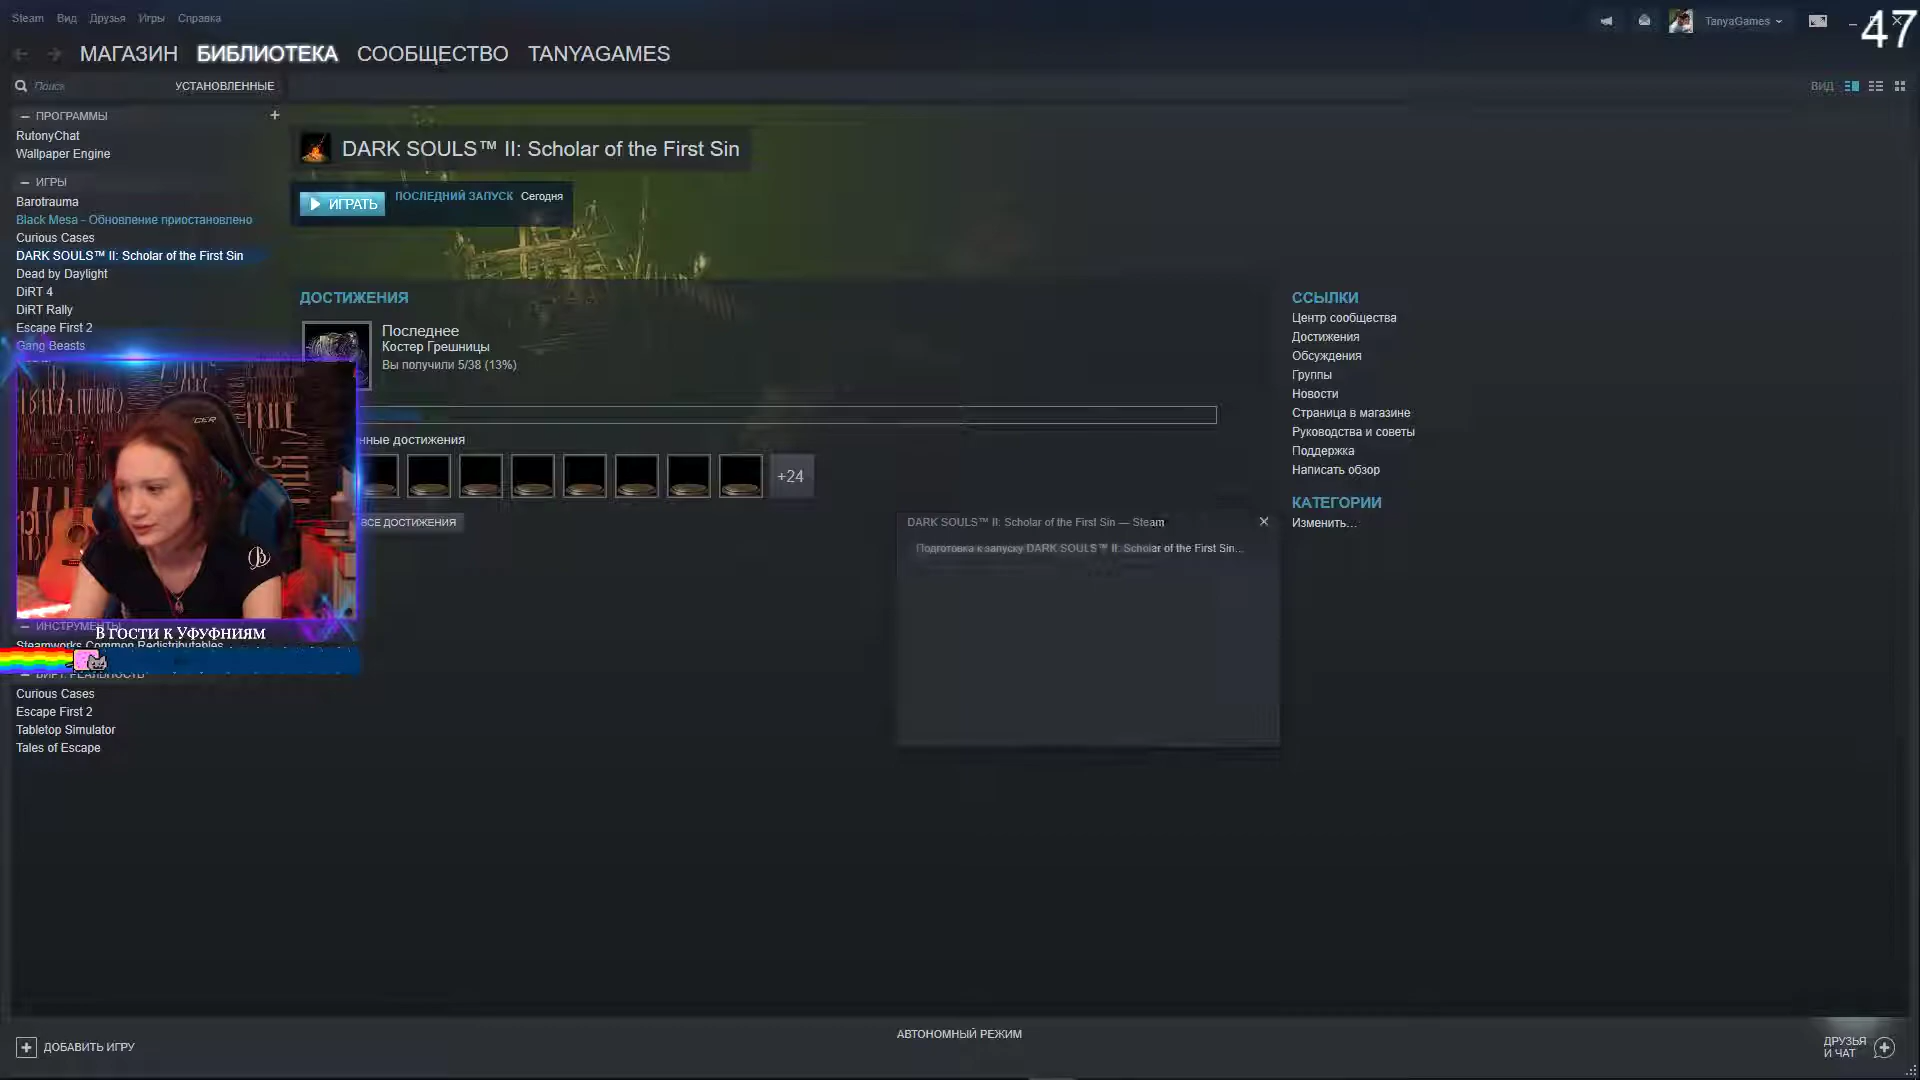 Steam Вид Друзья Игры Справка
TanyaGames
47
МАГАЗИН БИБЛИОТЕКА СООБЩЕСТВО TANYAGAMES
Поиск УСТАНОВЛЕННЫЕ
ВИД
— ПРОГРАММЫ +
RutonyChat
Wallpaper Engine
— ИГРЫ
Barotrauma
Black Mesa - Обновление приостановлено
Curious Cases
DARK SOULS™ II: Scholar of the First Sin
Dead by Daylight
DiRT 4
DiRT Rally
Escape First 2
Gang Beasts
В ГОСТИ К УФУФНИЯМ
— ИНСТРУМЕНТЫ
Steamworks Common Redistributables
— ВИРТ. РЕАЛЬНОСТЬ
Curious Cases
Escape First 2
Tabletop Simulator
Tales of Escape
DARK SOULS™ II: Scholar of the First Sin
ИГРАТЬ
ПОСЛЕДНИЙ ЗАПУСК Сегодня
ДОСТИЖЕНИЯ
Последнее
Костер Грешницы
Вы получили 5/38 (13%)
нные достижения
+24
ВСЕ ДОСТИЖЕНИЯ
DARK SOULS™ II: Scholar of the First Sin — Steam
Подготовка к запуску DARK SOULS™ II: Scholar of the First Sin...
ССЫЛКИ
Центр сообщества
Достижения
Обсуждения
Группы
Новости
Страница в магазине
Руководства и советы
Поддержка
Написать обзор
КАТЕГОРИИ
Изменить...
ДОБАВИТЬ ИГРУ
АВТОНОМНЫЙ РЕЖИМ
ДРУЗЬЯ
И ЧАТ